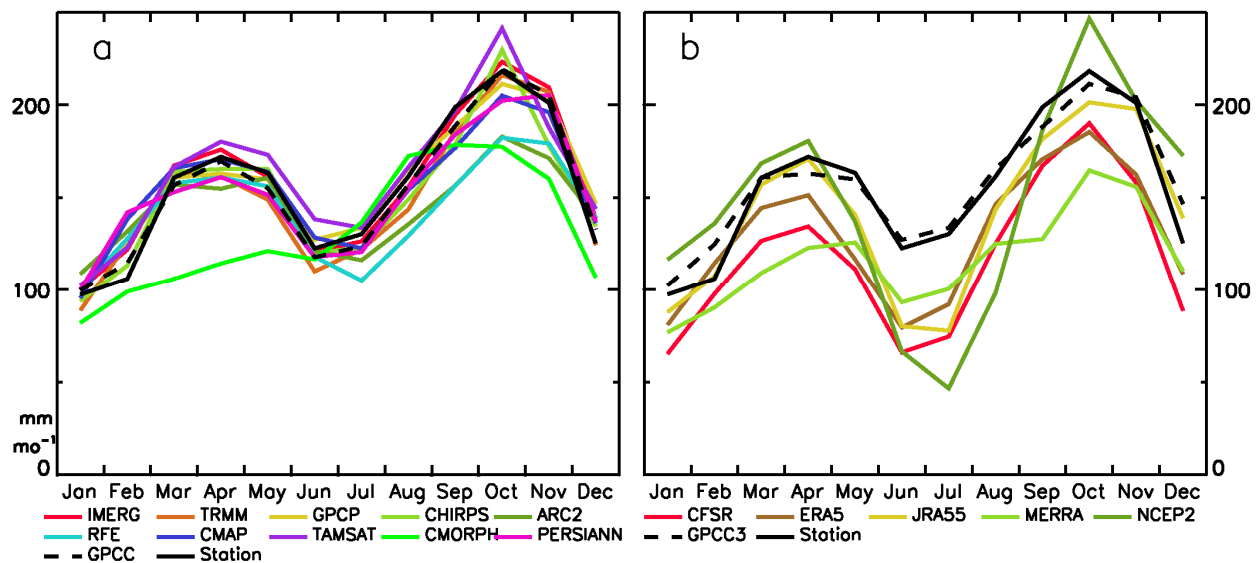 a
b
200
200
100
100
mm
mo⁻¹
0
0
Jan Feb Mar Apr May Jun Jul Aug Sep Oct Nov Dec
Jan Feb Mar Apr May Jun Jul Aug Sep Oct Nov Dec
IMERG TRMM GPCP CHIRPS ARC2
RFE CMAP TAMSAT CMORPH PERSIANN
GPCC Station
CFSR ERA5 JRA55 MERRA NCEP2
GPCC3 Station